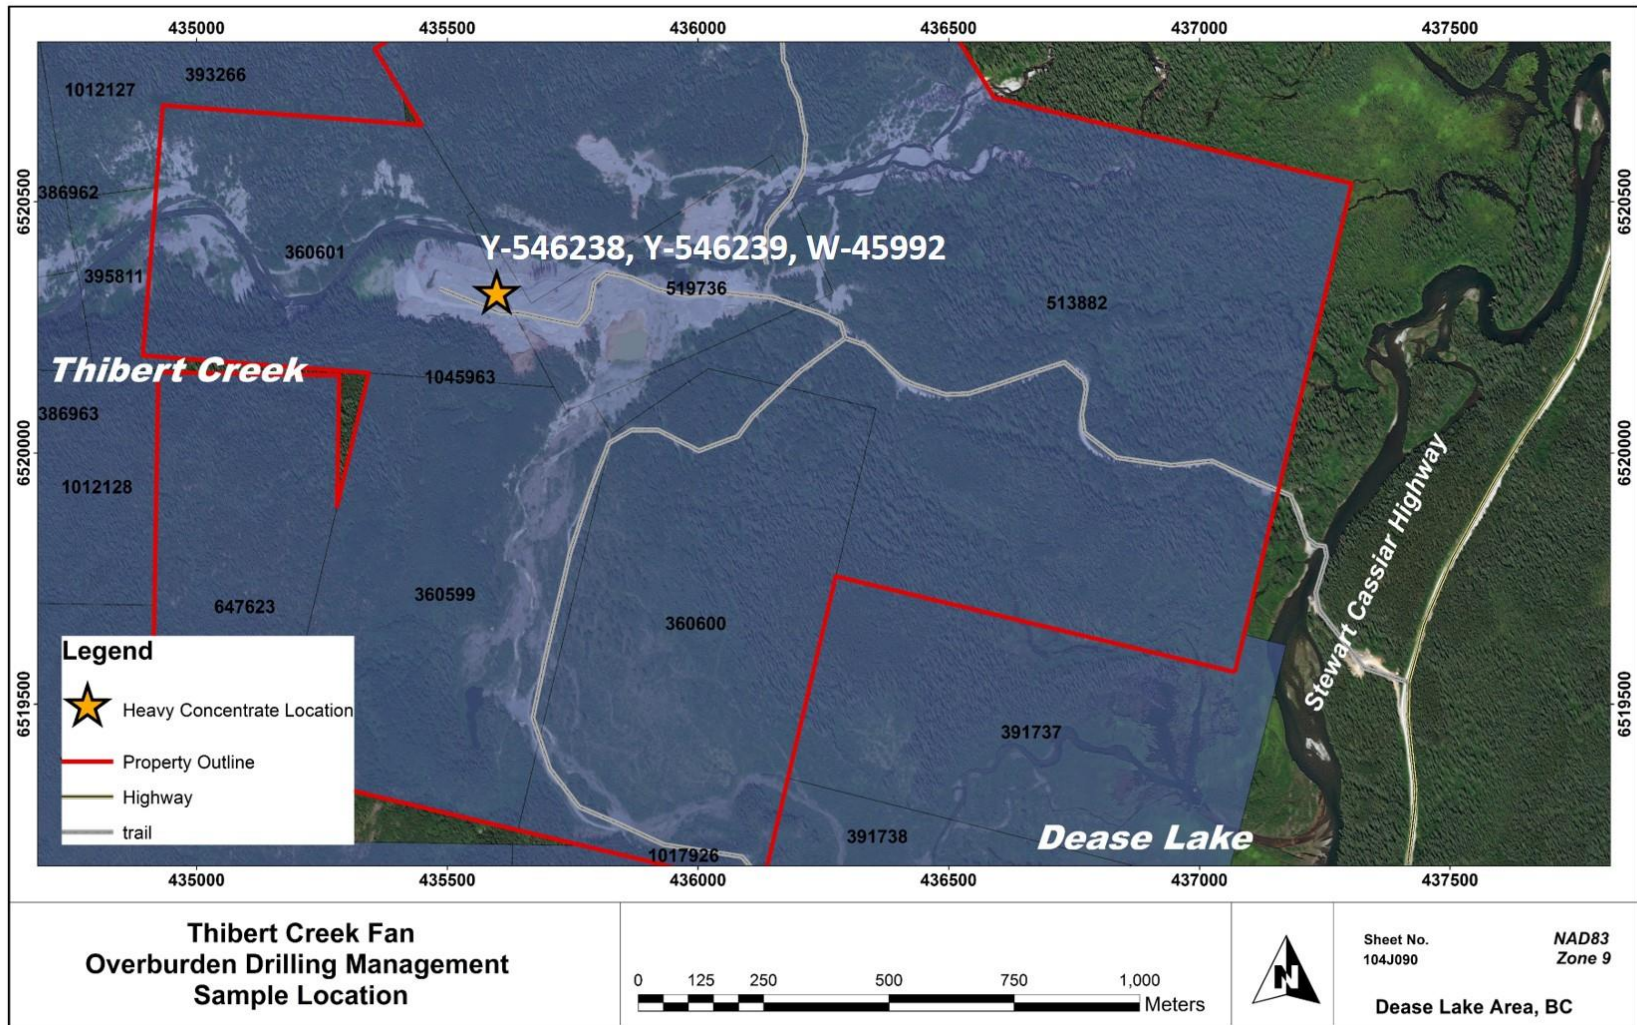 435000 435500 436000 436500 437000 437500
393266
1012127
386962
6520500
6520500
360601
Y-546238, Y-546239, W-45992
395811
519736
513882
Thibert Creek
1045963
386963
6520000
6520000
1012128
Stewart Cassiar Highway
647623
360599
360600
Legend
Heavy Concentrate Location
Property Outline
Highway
trail
6519500
6519500
391737
391738
Dease Lake
1017926
435000 435500 436000 436500 437000 437500
Thibert Creek Fan
Overburden Drilling Management
Sample Location
0 125 250 500 750 1,000
Meters
N
Sheet No.
104J090
NAD83
Zone 9
Dease Lake Area, BC